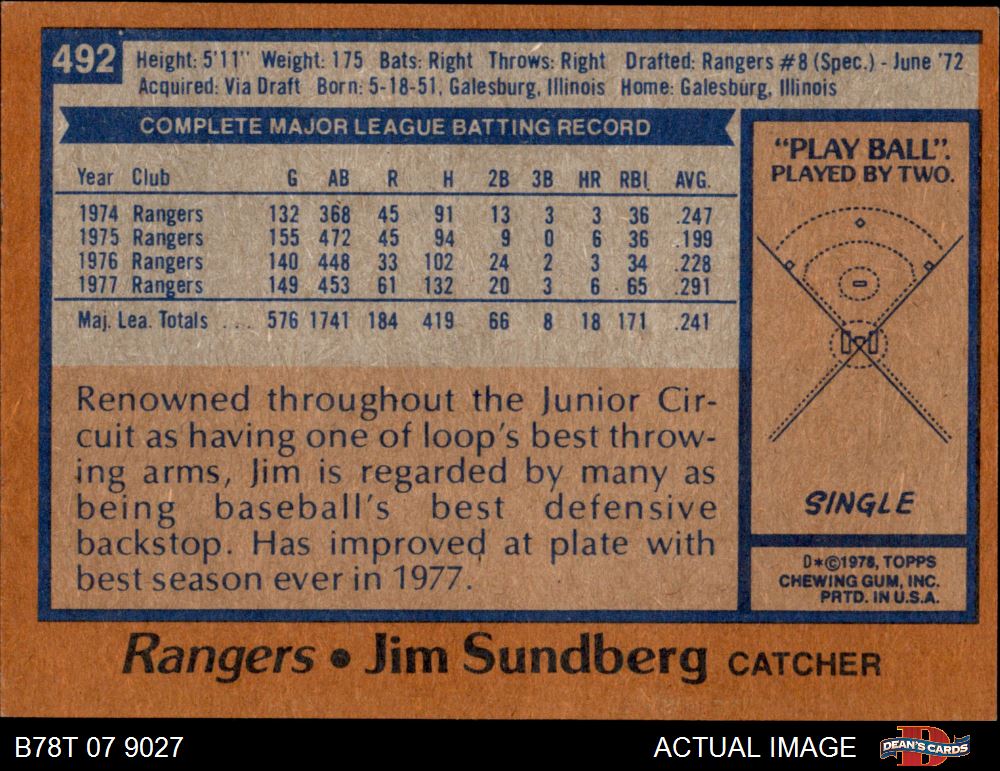 492
Height: 5'11" Weight: 175 Bats: Right Throws: Right Drafted: Rangers #8 (Spec.) - June '72
Acquired: Via Draft Born: 5-18-51, Galesburg, Illinois Home: Galesburg, Illinois
COMPLETE MAJOR LEAGUE BATTING RECORD
Year Club G AB R H 2B 3B HR RBI AVG.
1974 Rangers 132 368 45 91 13 3 3 36 .247
1975 Rangers 155 472 45 94 9 0 6 36 .199
1976 Rangers 140 448 33 102 24 2 3 34 .228
1977 Rangers 149 453 61 132 20 3 6 65 .291
Maj. Lea. Totals ... 576 1741 184 419 66 8 18 171 .241
Renowned throughout the Junior Cir-
cuit as having one of loop's best throw-
ing arms, Jim is regarded by many as
being baseball's best defensive
backstop. Has improved at plate with
best season ever in 1977.
"PLAY BALL".
PLAYED BY TWO.
SINGLE
D*©1978, TOPPS
CHEWING GUM, INC.
PRTD. IN U.S.A.
Rangers • Jim Sundberg CATCHER
B78T 07 9027
ACTUAL IMAGE
DEAN'S CARDS